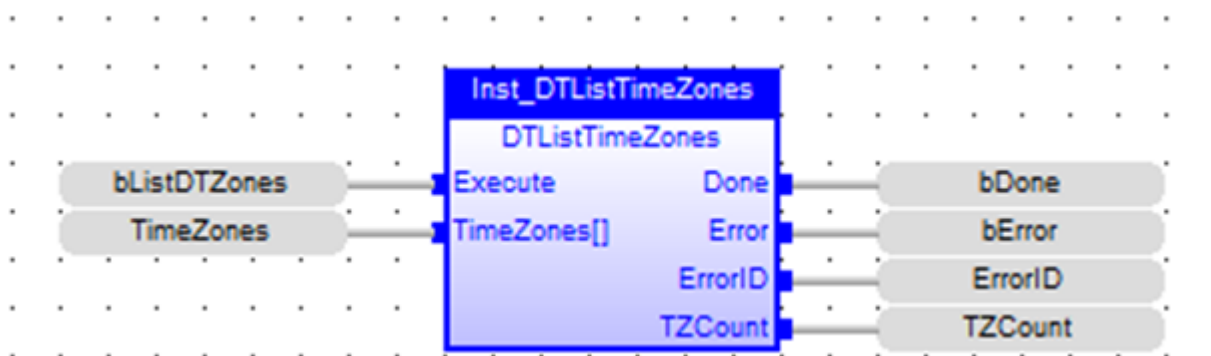 Inst_DTListTimeZones
DTListTimeZones
bListDTZones Execute Done bDone
TimeZones TimeZones[] Error bError
ErrorID ErrorID
TZCount TZCount